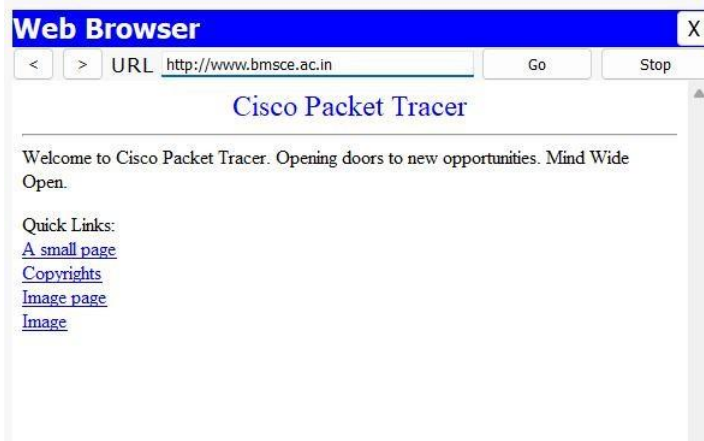 Web Browser X
< > URL http://www.bmsce.ac.in Go Stop
Cisco Packet Tracer
Welcome to Cisco Packet Tracer. Opening doors to new opportunities. Mind Wide
Open.
Quick Links:
A small page
Copyrights
Image page
Image